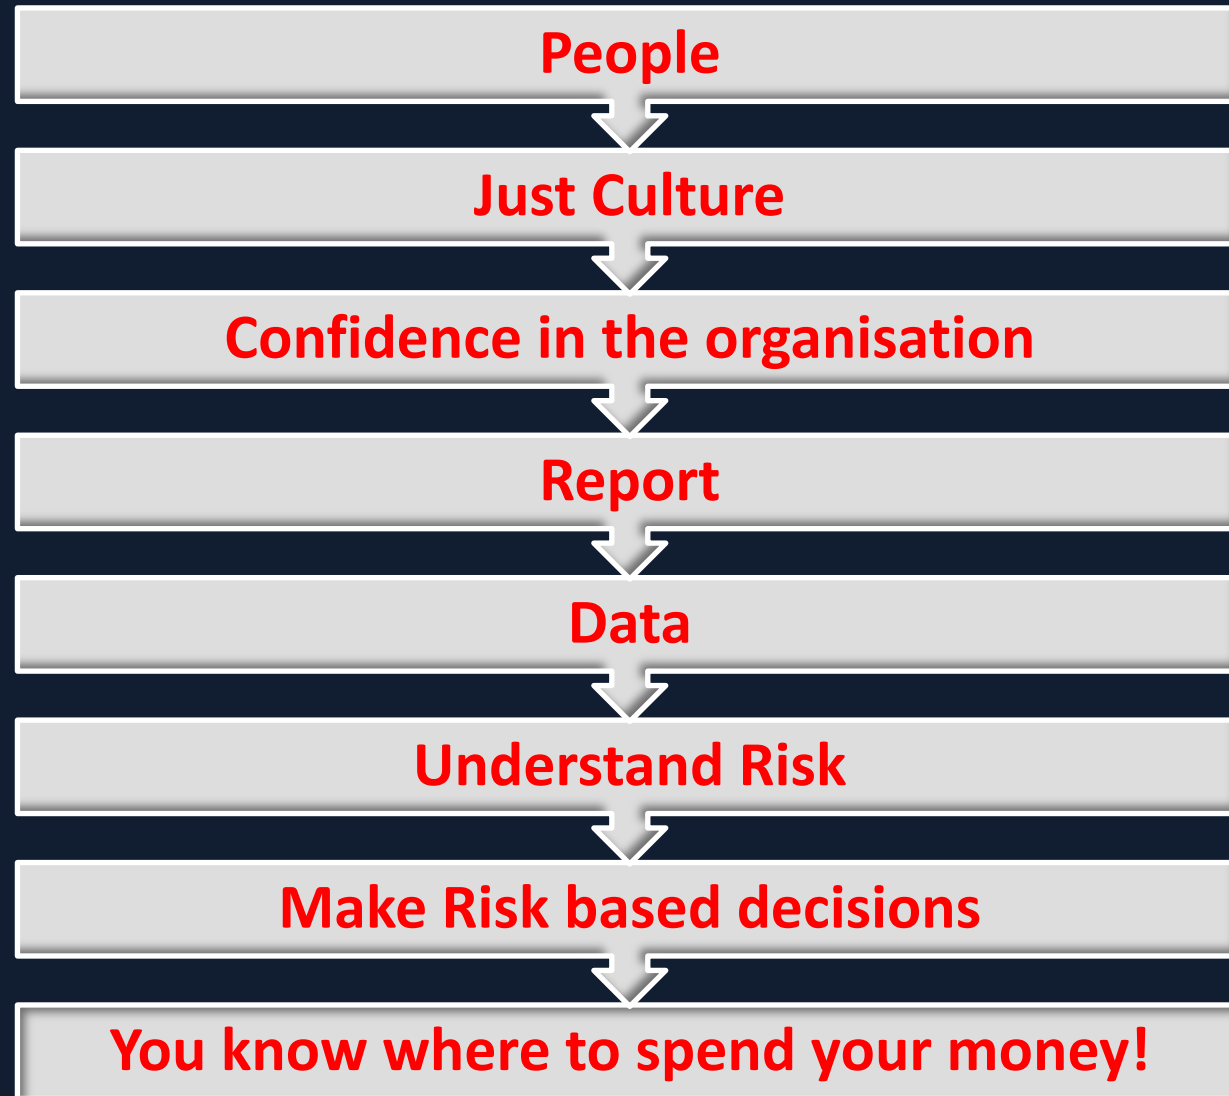 People
Just Culture
Confidence in the organisation
Report
Data
Understand Risk
Make Risk based decisions
You know where to spend your money!